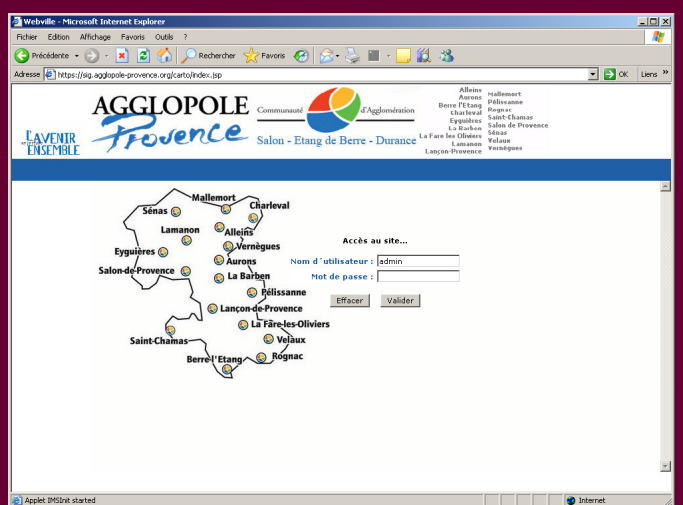 Webville - Microsoft Internet Explorer
Fichier Edition Affichage Favoris Outils ?
Précédente Rechercher Favoris
Adresse https://sig.agglopole-provence.org/carto/index.jsp OK Liens »
L'AVENIR
ENSEMBLE
AGGLOPOLE
Provence
Communauté d'Agglomération
Salon - Etang de Berre - Durance
Alleins
Aurons
Berre l'Etang
Charleval
Eyguières
La Barben
La Fare les Oliviers
Lamanon
Lançon-Provence
Mallemort
Pélissanne
Rognac
Saint-Chamas
Salon de Provence
Sénas
Velaux
Vernègues
Mallemort
Sénas
Charleval
Lamanon
Alleins
Vernègues
Eyguières
Aurons
Salon-de-Provence
La Barben
Pélissanne
Lançon-de-Provence
La Fare-les-Oliviers
Saint-Chamas
Velaux
Berre-l'Etang
Rognac
Accès au site...
Nom d'utilisateur : admin
Mot de passe :
Effacer Valider
Applet IMSInit started Internet